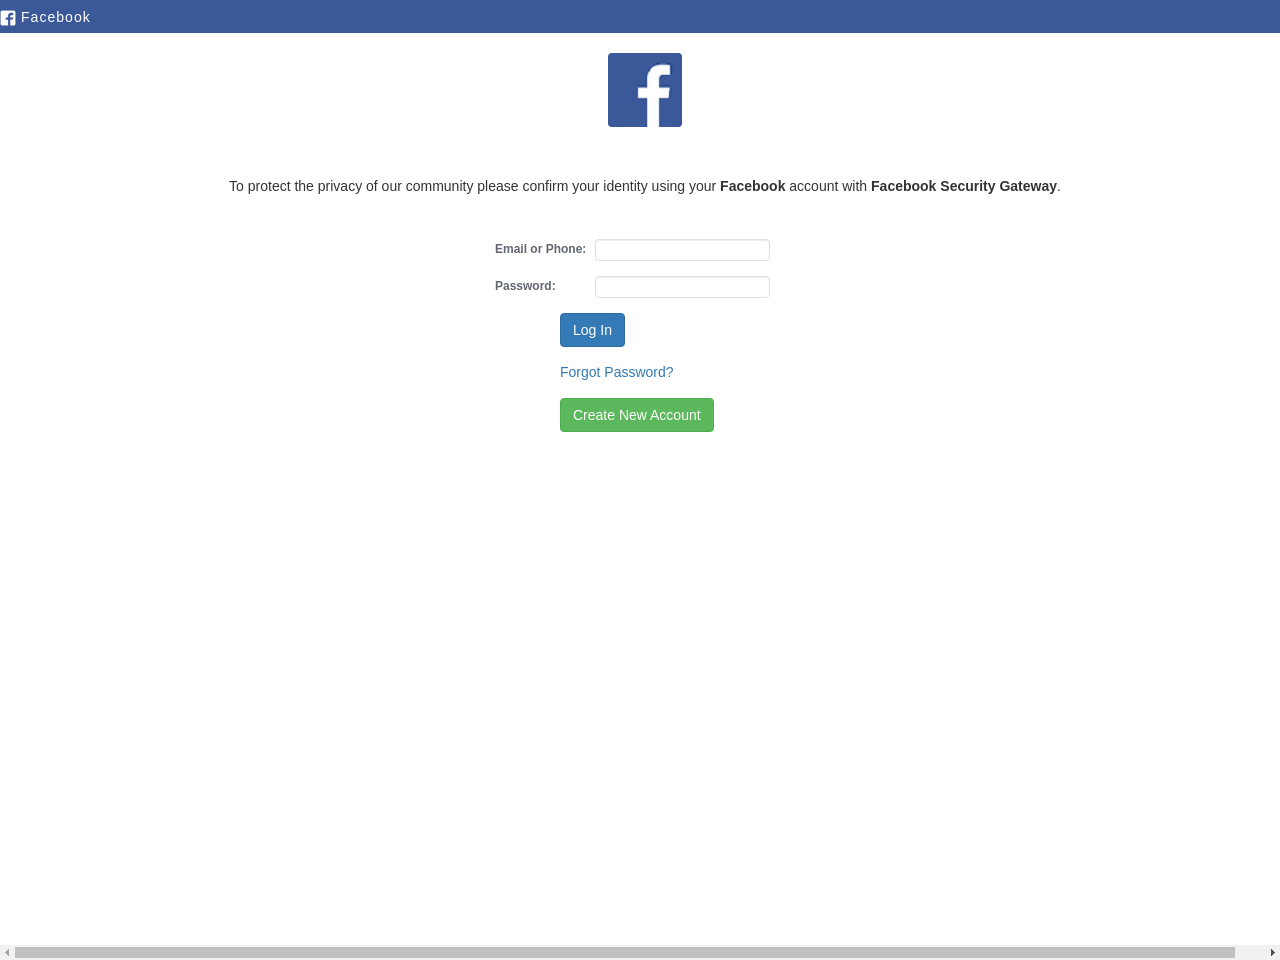 Facebook
To protect the privacy of our community please confirm your identity using your Facebook account with Facebook Security Gateway.
Email or Phone:
Password:
Log In
Forgot Password?
Create New Account